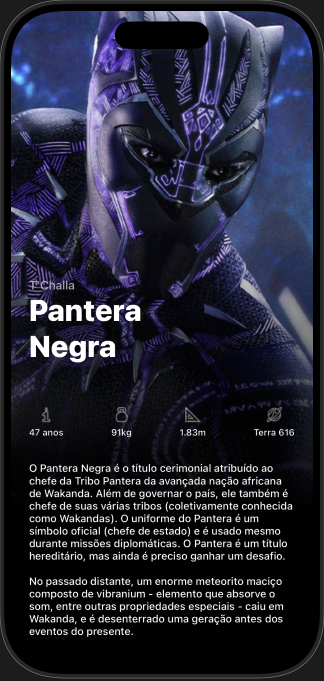 T'Challa
Pantera
Negra
47 anos 91kg 1.83m Terra 616
O Pantera Negra é o título cerimonial atribuído ao
chefe da Tribo Pantera da avançada nação africana
de Wakanda. Além de governar o país, ele também é
chefe de suas várias tribos (coletivamente conhecida
como Wakandas). O uniforme do Pantera é um
símbolo oficial (chefe de estado) e é usado mesmo
durante missões diplomáticas. O Pantera é um título
hereditário, mas ainda é preciso ganhar um desafio.
No passado distante, um enorme meteorito maciço
composto de vibranium - elemento que absorve o
som, entre outras propriedades especiais - caiu em
Wakanda, e é desenterrado uma geração antes dos
eventos do presente.